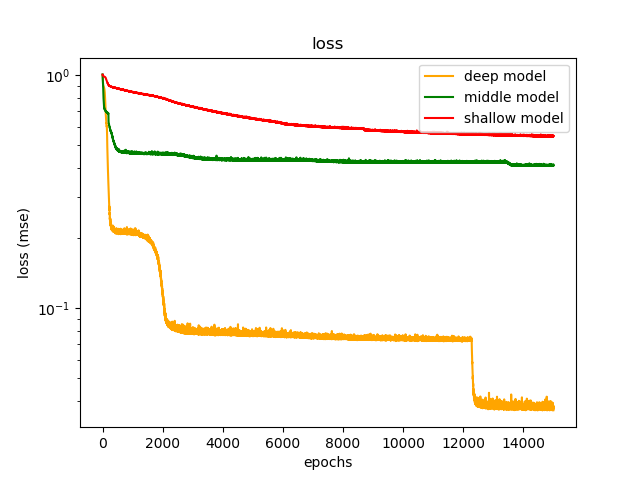 loss
deep model
middle model
shallow model
10⁰
10⁻¹
loss (mse)
0 2000 4000 6000 8000 10000 12000 14000
epochs